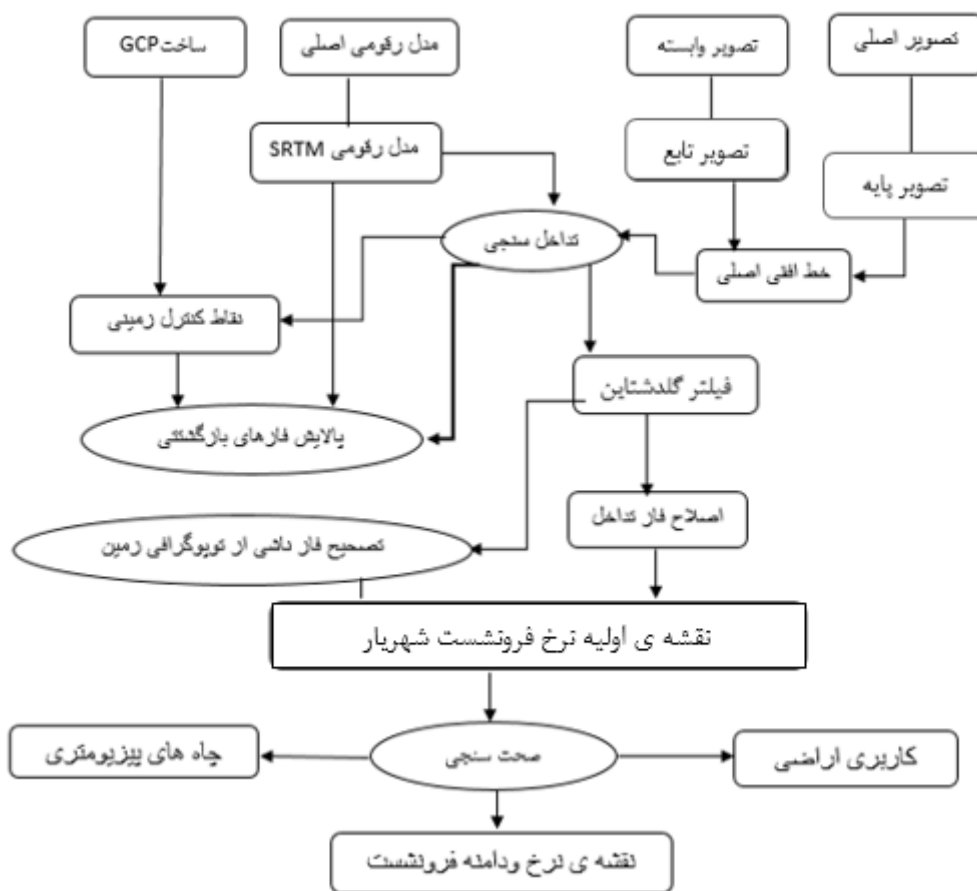 تصویر اصلی
تصویر وابسته
مدل رقومی اصلی
ساخت GCP
تصویر پایه
تصویر تابع
مدل رقومی SRTM
تداخل سنجی
خط افقی اصلی
نقاط کنترل زمینی
فیلتر گلدشتاین
پالایش فازهای بازگشتی
اصلاح فاز تداخل
تصحیح فاز داشی از توپوگرافی زمین
نقشه ی اولیه نرخ فرونشست شهریار
کاربری اراضی
صحت سنجی
چاه های پیزیومتری
نقشه ی نرخ ودامنه فرونشست